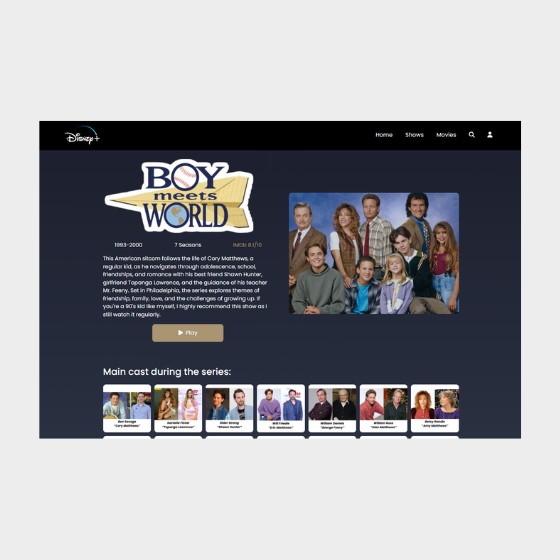 Disney+
Home Shows Movies
BOY
meets
WORLD
1993-2000 7 Seasons IMdb 8.1/10
This American sitcom follows the life of Cory Matthews, a
regular kid, as he navigates through adolescence, school,
friendships, and romance with his best friend Shawn Hunter,
girlfriend Topanga Lawrence, and the guidance of his teacher
Mr. Feeny. Set in Philadelphia, the series explores themes of
friendship, family, love, and the challenges of growing up. If
you're a 90's kid like myself, I highly recommend this show as I
still watch it regularly.
Play
Main cast during the series:
Ben Savage Danielle Fishel Rider Strong Will Friedle William Daniels William Russ Betsy Randle
"Cory Matthews" "Topanga Lawrence" "Shawn Hunter" "Eric Matthews" "George Feeny" "Alan Matthews" "Amy Matthews"